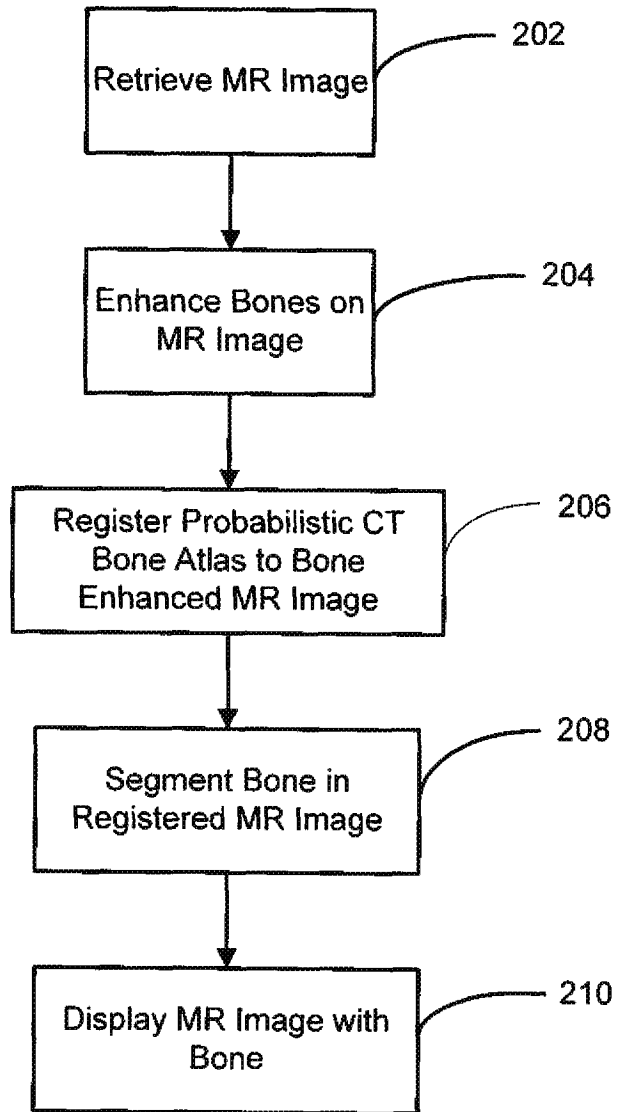 202
Retrieve MR Image
204
Enhance Bones on
MR Image
206
Register Probabilistic CT
Bone Atlas to Bone
Enhanced MR Image
208
Segment Bone in
Registered MR Image
210
Display MR Image with
Bone